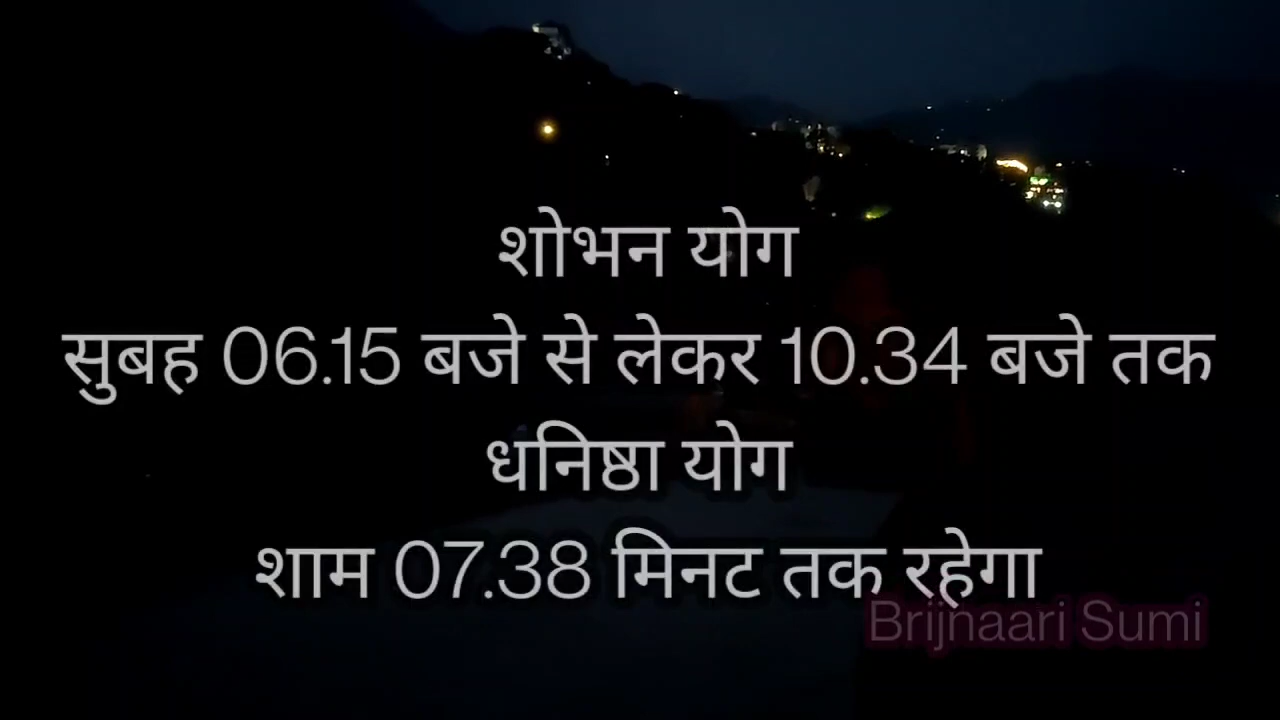 शोभन योग
सुबह 06.15 बजे से लेकर 10.34 बजे तक
धनिष्ठा योग
शाम 07.38 मिनट तक रहेगा
Brijnaari Sumi